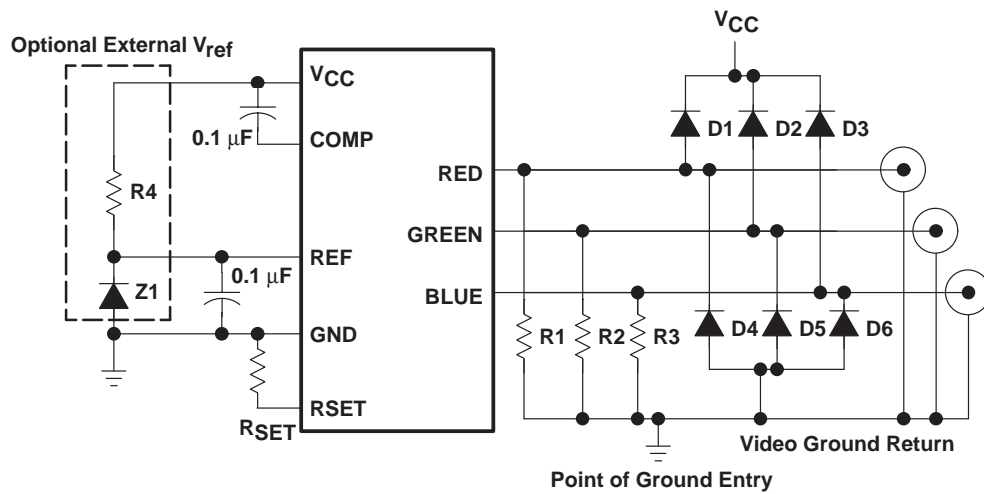 Optional External Vref
VCC
0.1 μF
COMP
R4
REF
0.1 μF
Z1
GND
RSET
RSET
RED
GREEN
BLUE
VCC
D1
D2
D3
R1
R2
R3
D4
D5
D6
Video Ground Return
Point of Ground Entry